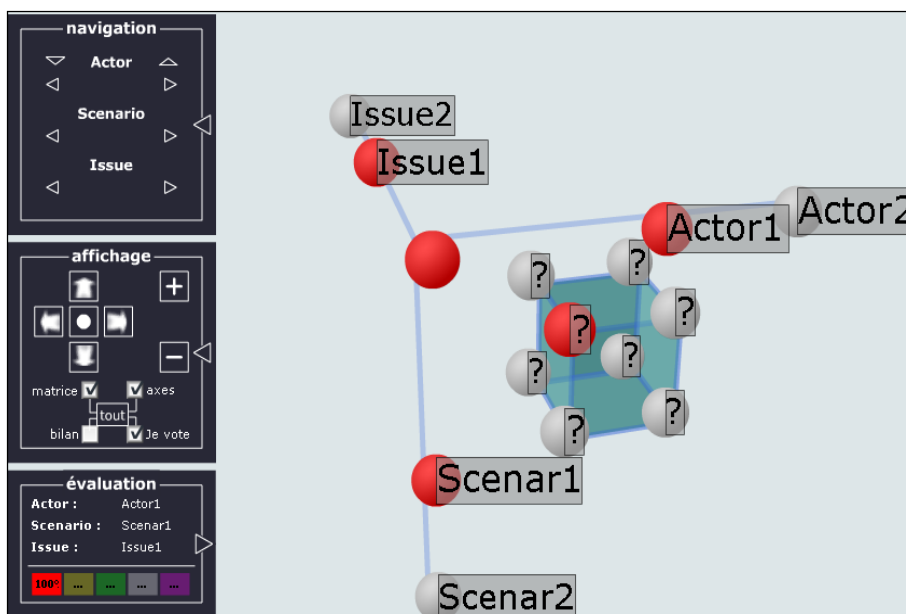 navigation
Actor
Scenario
Issue
affichage
+
−
matrice
axes
tout
bilan
Je vote
évaluation
Actor : Actor1
Scenario : Scenar1
Issue : Issue1
100° ... ... ... ...
Issue2
Issue1
Actor2
Actor1
?
?
?
?
?
?
?
?
Scenar1
Scenar2